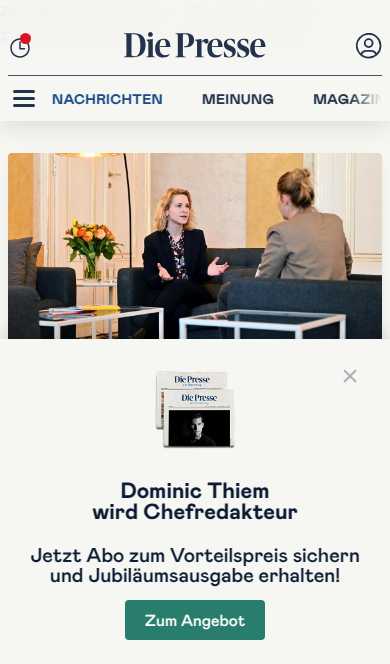 Die Presse
NACHRICHTEN MEINUNG MAGAZIN
Die Presse
Die Presse
Dominic Thiem
wird Chefredakteur
Jetzt Abo zum Vorteilspreis sichern
und Jubiläumsausgabe erhalten!
Zum Angebot